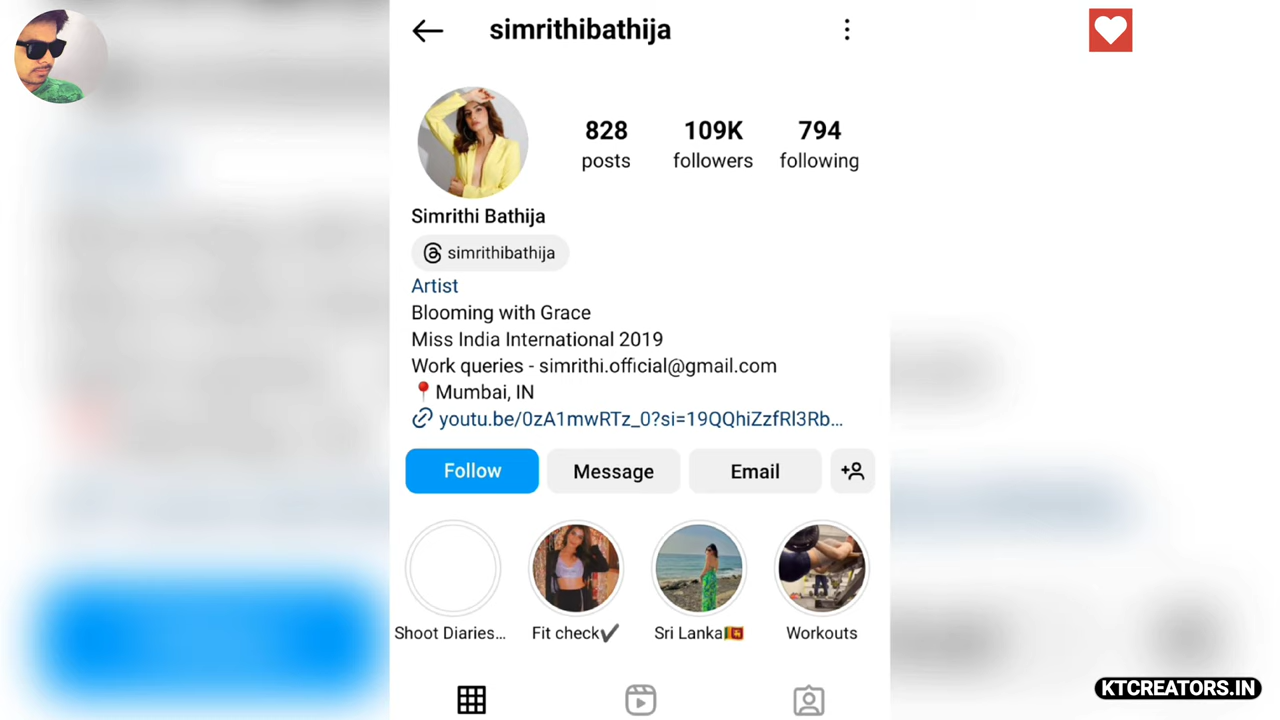 simrithibathija
828
109K
794
posts
followers
following
Simrithi Bathija
simrithibathija
Artist
Blooming with Grace
Miss India International 2019
Work queries - simrithi.official@gmail.com
📍Mumbai, IN
youtu.be/0zA1mwRTz_0?si=19QQhiZzfRl3Rb...
Follow
Message
Email
Shoot Diaries...
Fit check✔️
Sri Lanka🇱🇰
Workouts
KTCREATORS.IN